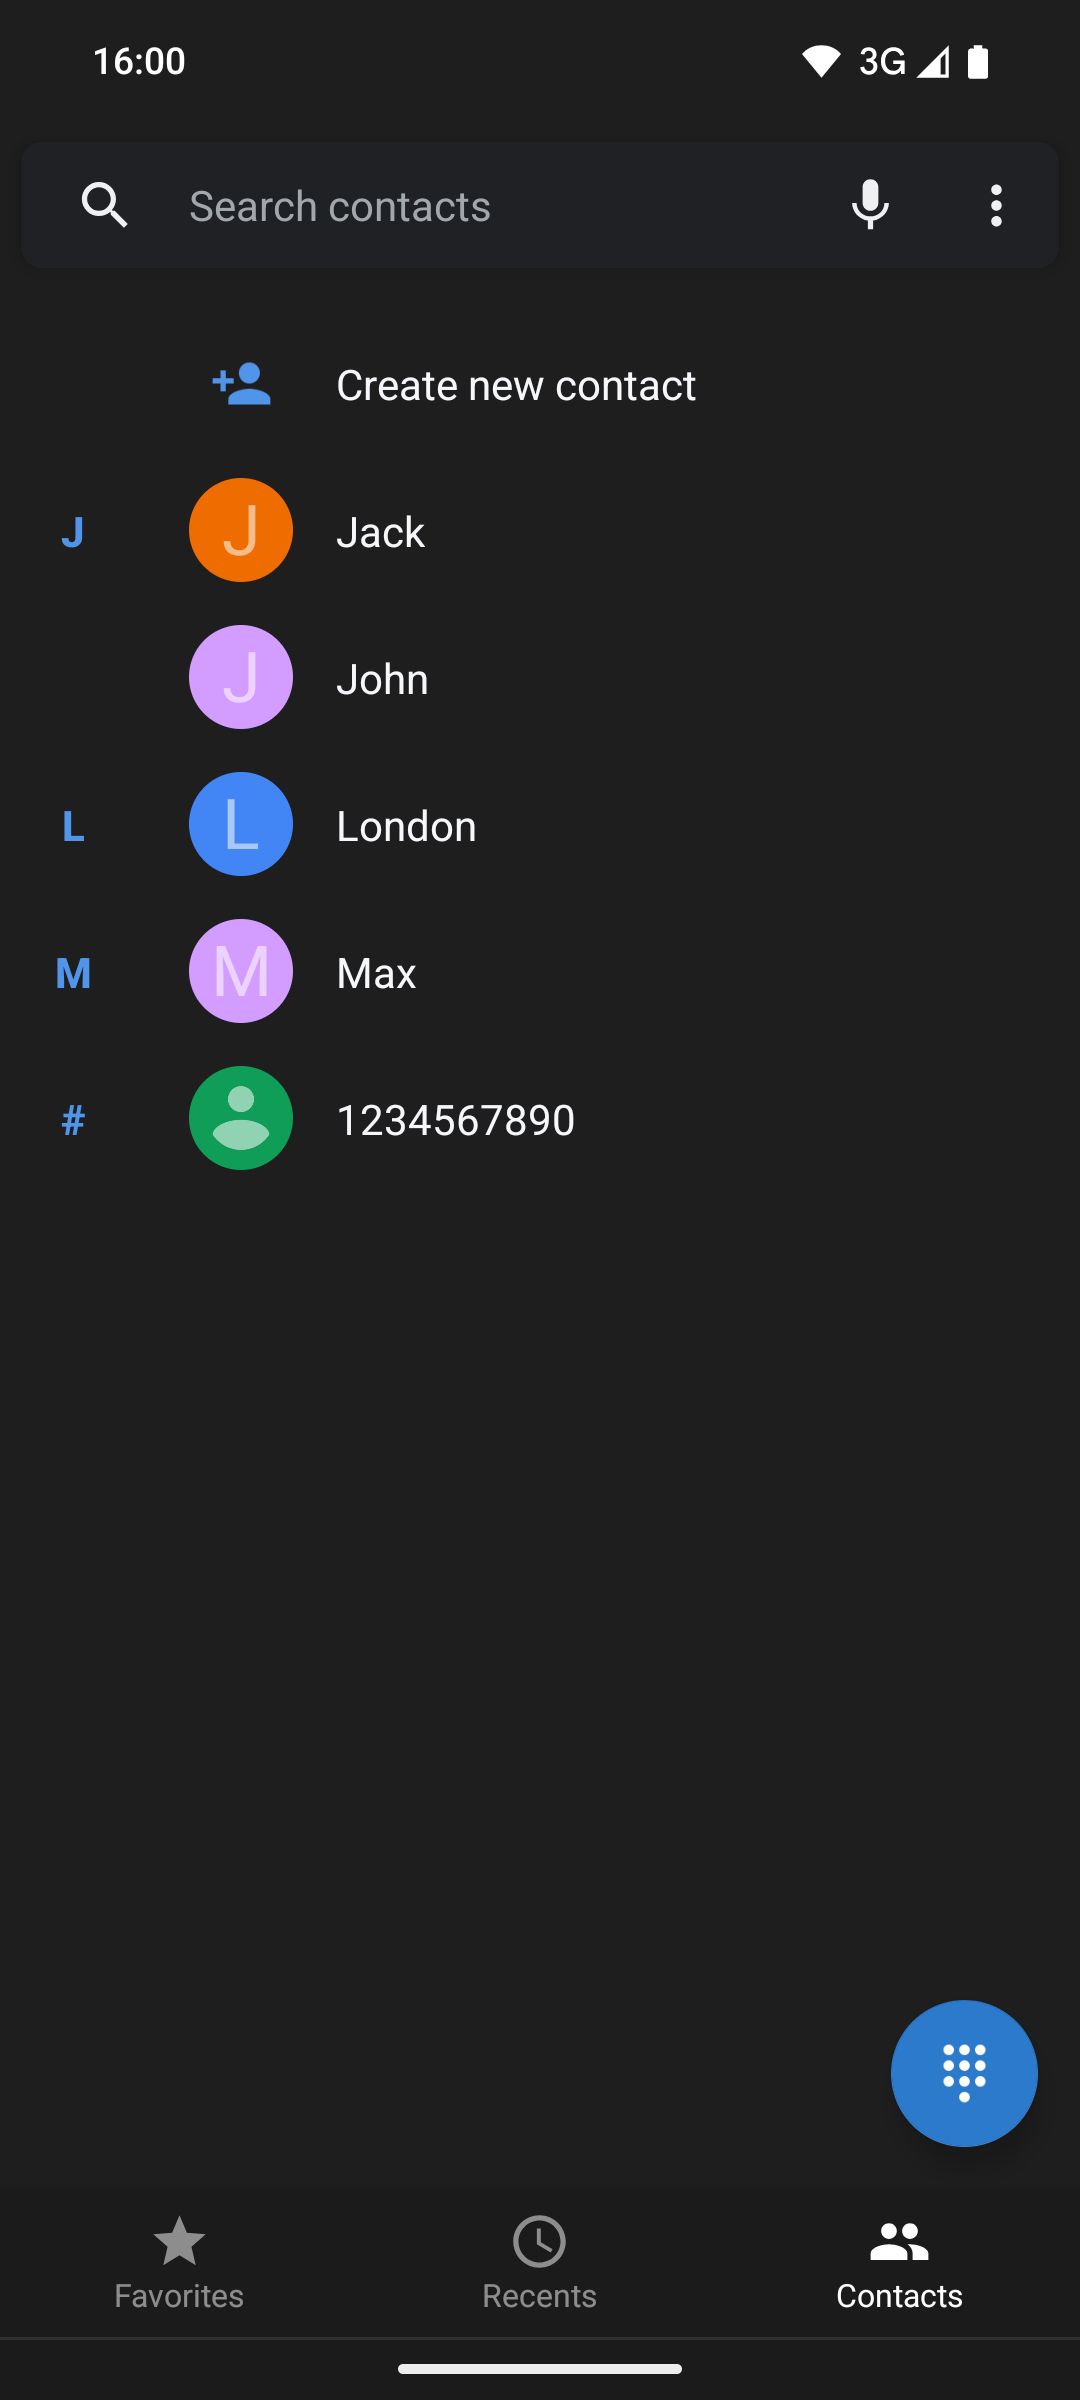 16:00 3G
Search contacts
Create new contact
J J Jack
J John
L L London
M M Max
# 1234567890
Favorites Recents Contacts